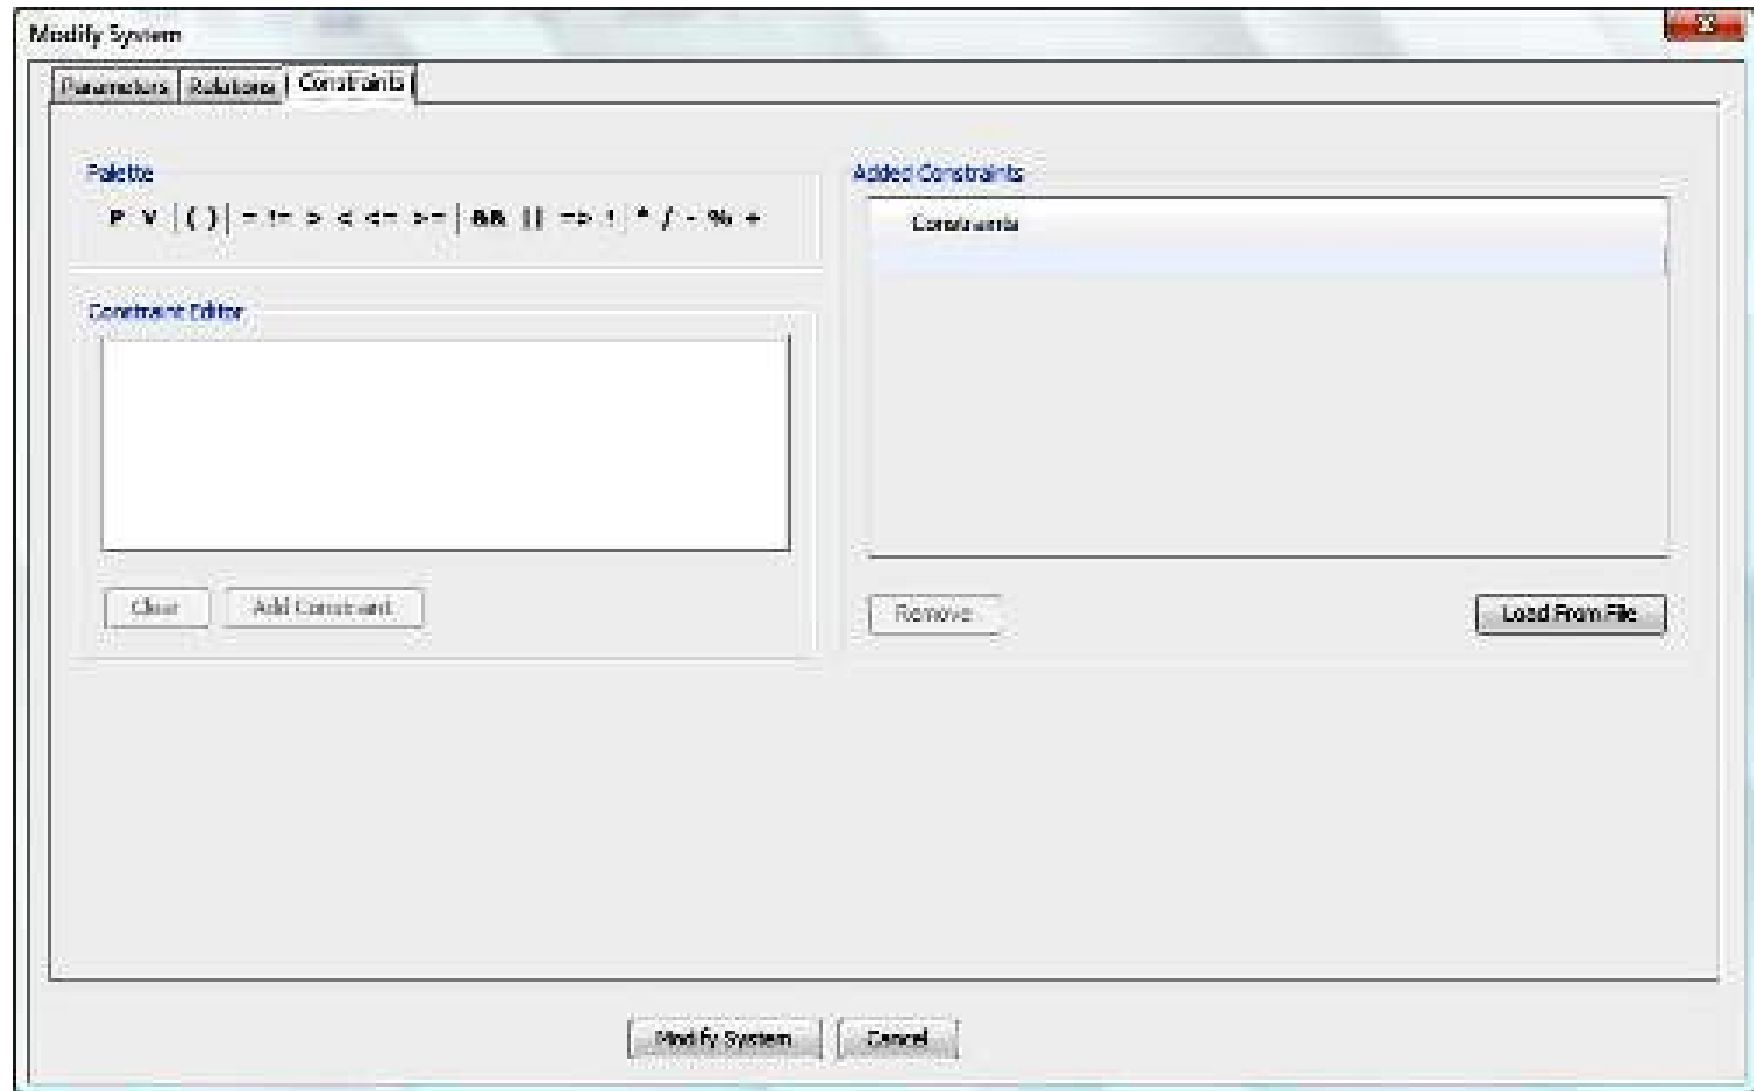 Modify System
X
Parameters Relations Constraints
Palette
P V ( ) = != > < <= >= && || => ! * / - % +
Constraint Editor
Clear Add Constraint
Added Constraints
Constraints
Remove Load From File
Modify System Cancel